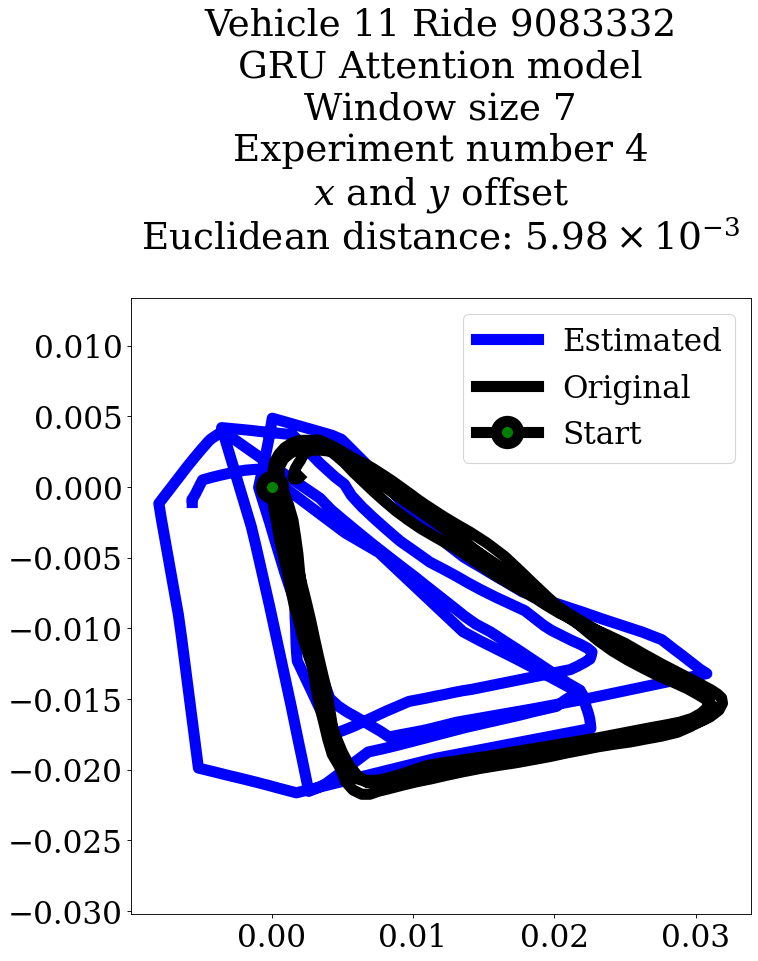 Vehicle 11 Ride 9083332
GRU Attention model
Window size 7
Experiment number 4
x and y offset
Euclidean distance: 5.98 × 10⁻³
Estimated
Original
Start
0.010
0.005
0.000
−0.005
−0.010
−0.015
−0.020
−0.025
−0.030
0.00 0.01 0.02 0.03